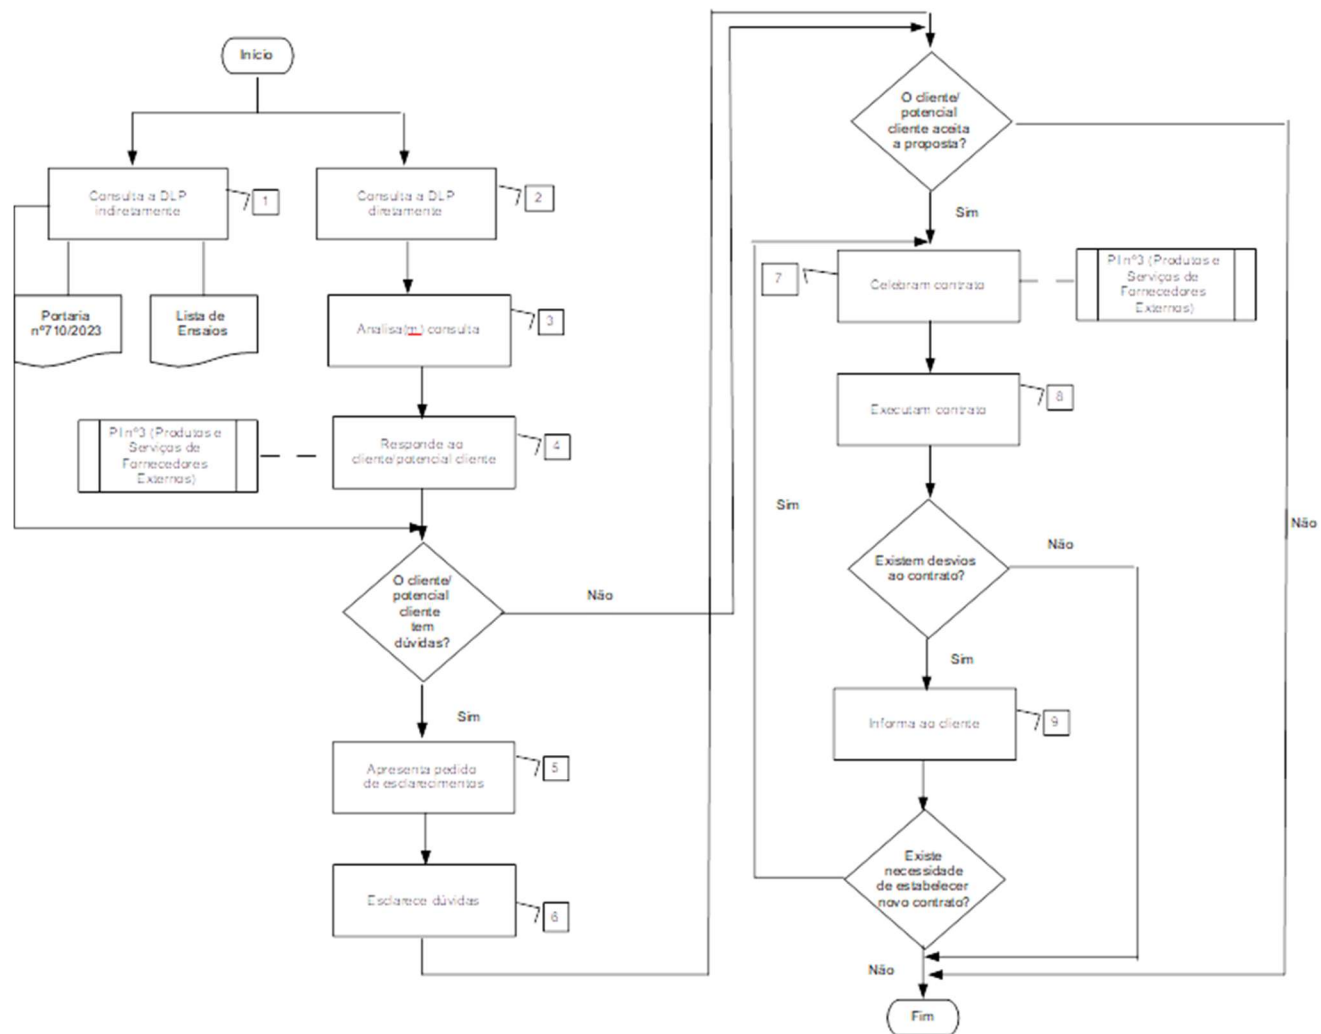 Início
Consulta a DLP
indiretamente
1
Consulta a DLP
diretamente
2
Portaria
nº710/2023
Lista de
Ensaios
Analisa(m) consulta
3
PI nº3 (Produtos e
Serviços de
Fornecedores
Externos)
Responde ao
cliente/potencial cliente
4
O cliente/
potencial
cliente
tem
dúvidas?
Não
Sim
Apresenta pedido
de esclarecimentos
5
Esclarece dúvidas
6
O cliente/
potencial
cliente aceita
a proposta?
Sim
Não
7
Celebram contrato
PI nº3 (Produtos e
Serviços de
Fornecedores
Externos)
Executam contrato
8
Sim
Existem desvios
ao contrato?
Não
Sim
Informa ao cliente
9
Existe
necessidade
de estabelecer
novo contrato?
Não
Fim